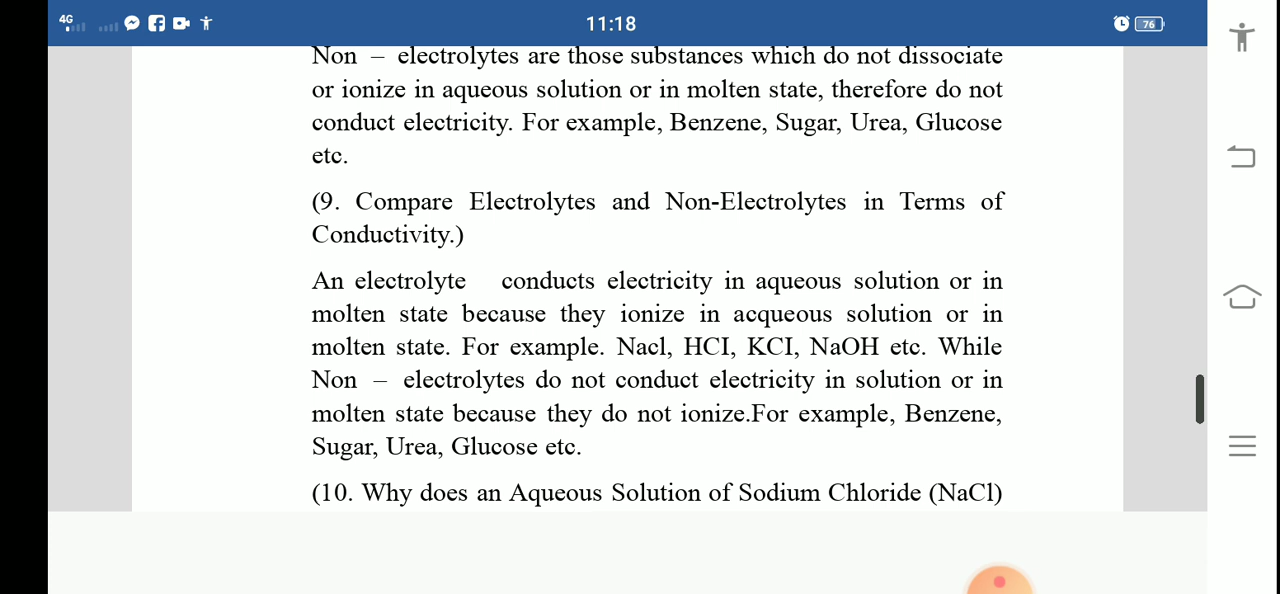 4G
11:18
76
Non – electrolytes are those substances which do not dissociate
or ionize in aqueous solution or in molten state, therefore do not
conduct electricity. For example, Benzene, Sugar, Urea, Glucose
etc.
(9. Compare Electrolytes and Non-Electrolytes in Terms of
Conductivity.)
An electrolyte conducts electricity in aqueous solution or in
molten state because they ionize in acqueous solution or in
molten state. For example. Nacl, HCI, KCI, NaOH etc. While
Non – electrolytes do not conduct electricity in solution or in
molten state because they do not ionize.For example, Benzene,
Sugar, Urea, Glucose etc.
(10. Why does an Aqueous Solution of Sodium Chloride (NaCl)